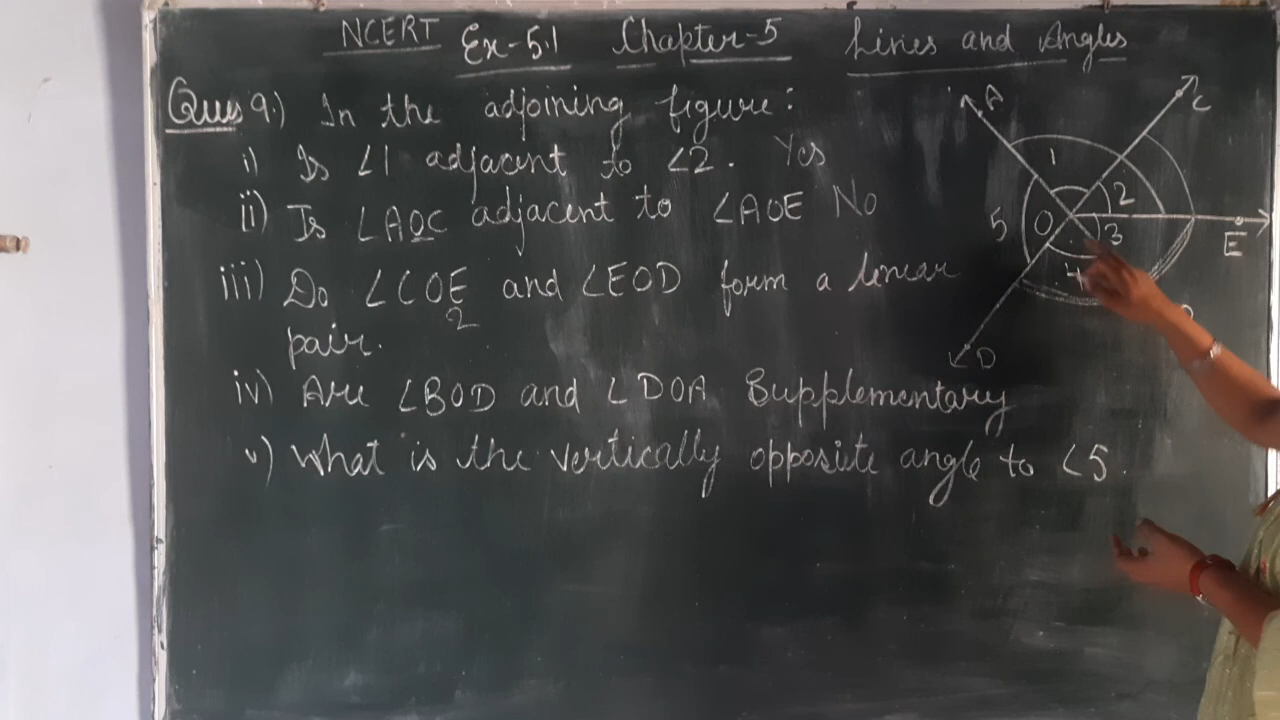 NCERT Ex-5.1 Chapter-5 Lines and Angles
Ques 9.) In the adjoining figure:
i) Is ∠1 adjacent to ∠2. Yes
ii) Is ∠AOC adjacent to ∠AOE No
iii) Do ∠COE and ∠EOD form a linear
2
pair.
iv) Are ∠BOD and ∠DOA Supplementary
v) What is the vertically opposite angle to ∠5.
A
C
1
2
5
O
3
E
4
D